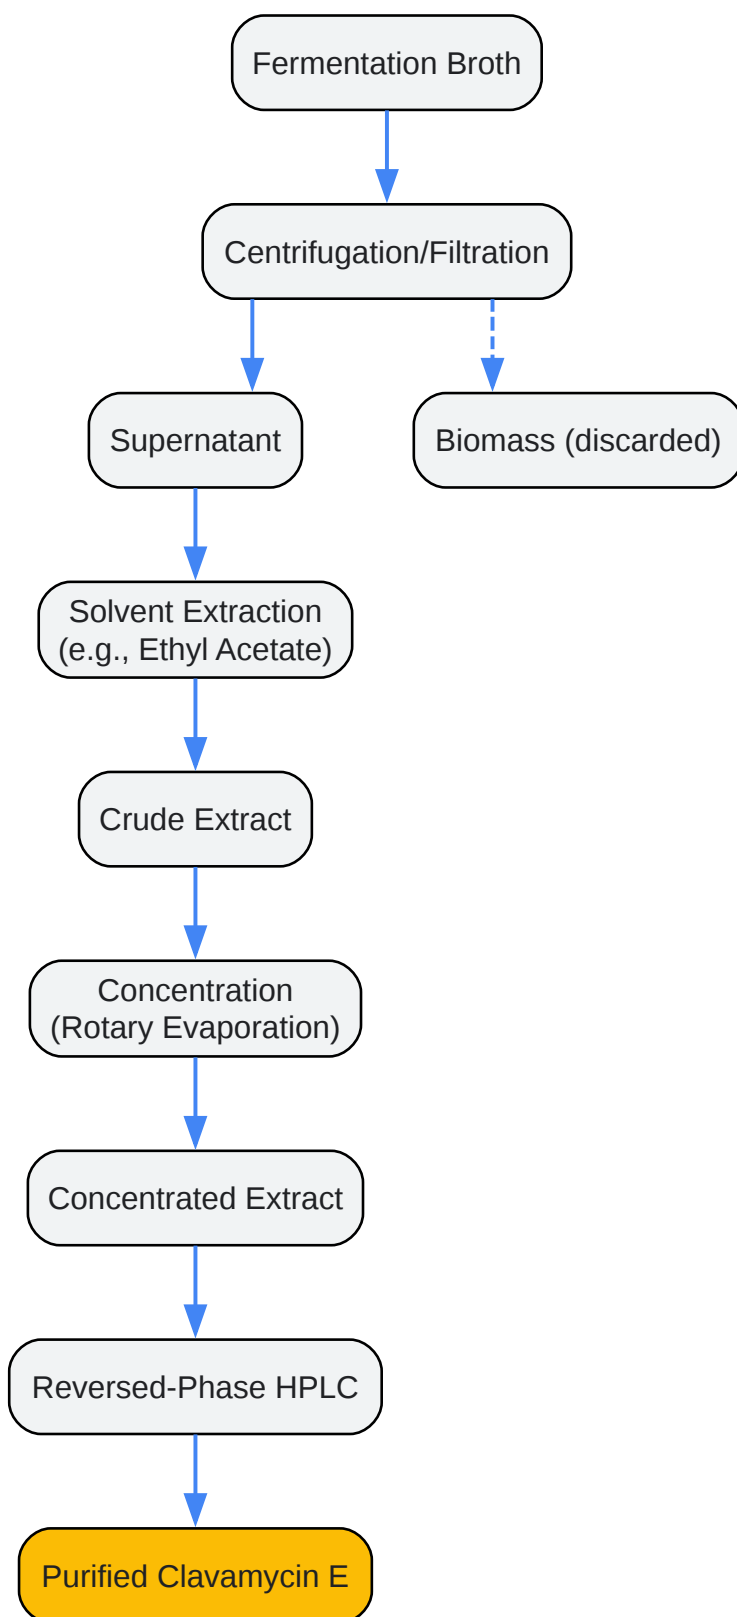 Fermentation Broth
Centrifugation/Filtration
Supernatant
Biomass (discarded)
Solvent Extraction
(e.g., Ethyl Acetate)
Crude Extract
Concentration
(Rotary Evaporation)
Concentrated Extract
Reversed-Phase HPLC
Purified Clavamycin E